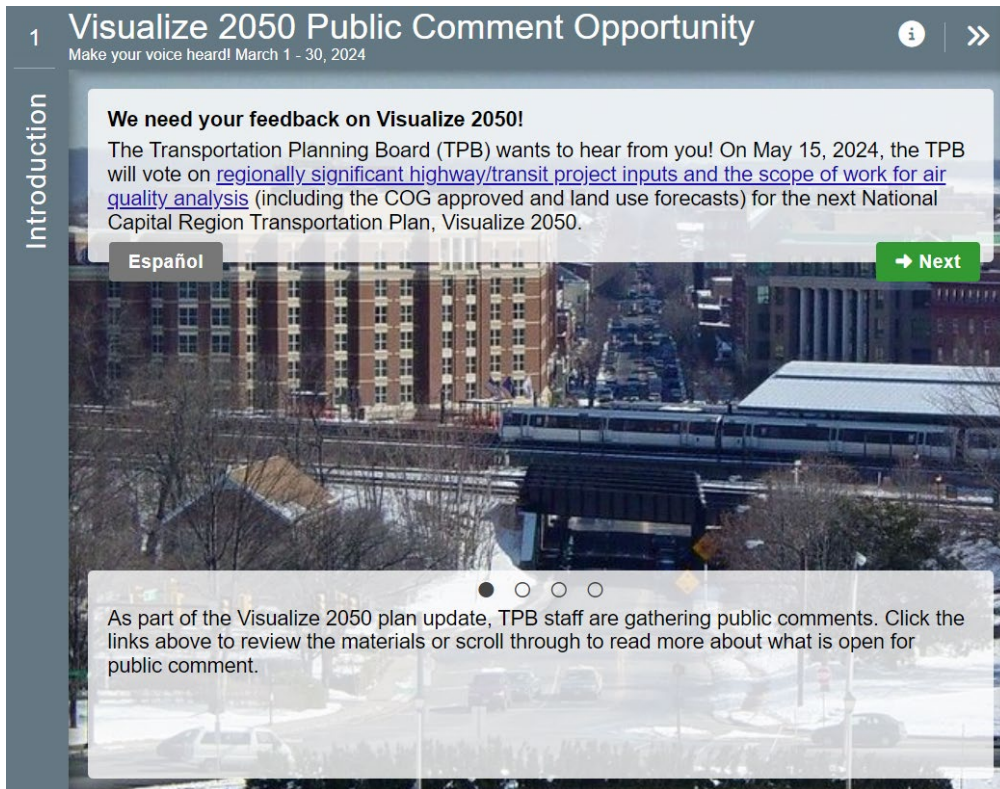 1
Visualize 2050 Public Comment Opportunity
Make your voice heard! March 1 - 30, 2024
Introduction
We need your feedback on Visualize 2050!
The Transportation Planning Board (TPB) wants to hear from you! On May 15, 2024, the TPB
will vote on regionally significant highway/transit project inputs and the scope of work for air
quality analysis (including the COG approved and land use forecasts) for the next National
Capital Region Transportation Plan, Visualize 2050.
Español
Next
As part of the Visualize 2050 plan update, TPB staff are gathering public comments. Click the
links above to review the materials or scroll through to read more about what is open for
public comment.